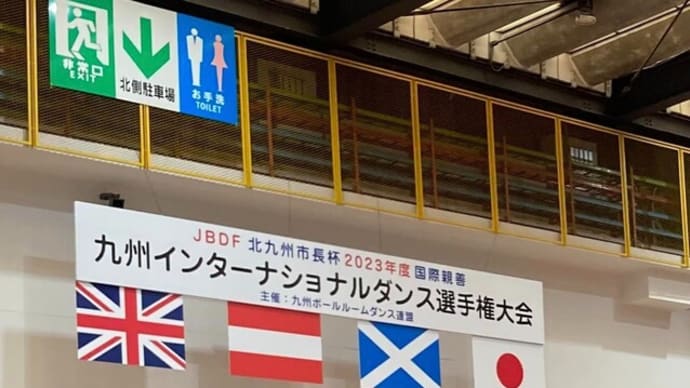 非常口
EXIT
北側駐車場
お手洗
TOILET
JBDF 北九州市長杯 2023年度 国際親善
九州インターナショナルダンス選手権大会
主催：九州ボールルームダンス連盟